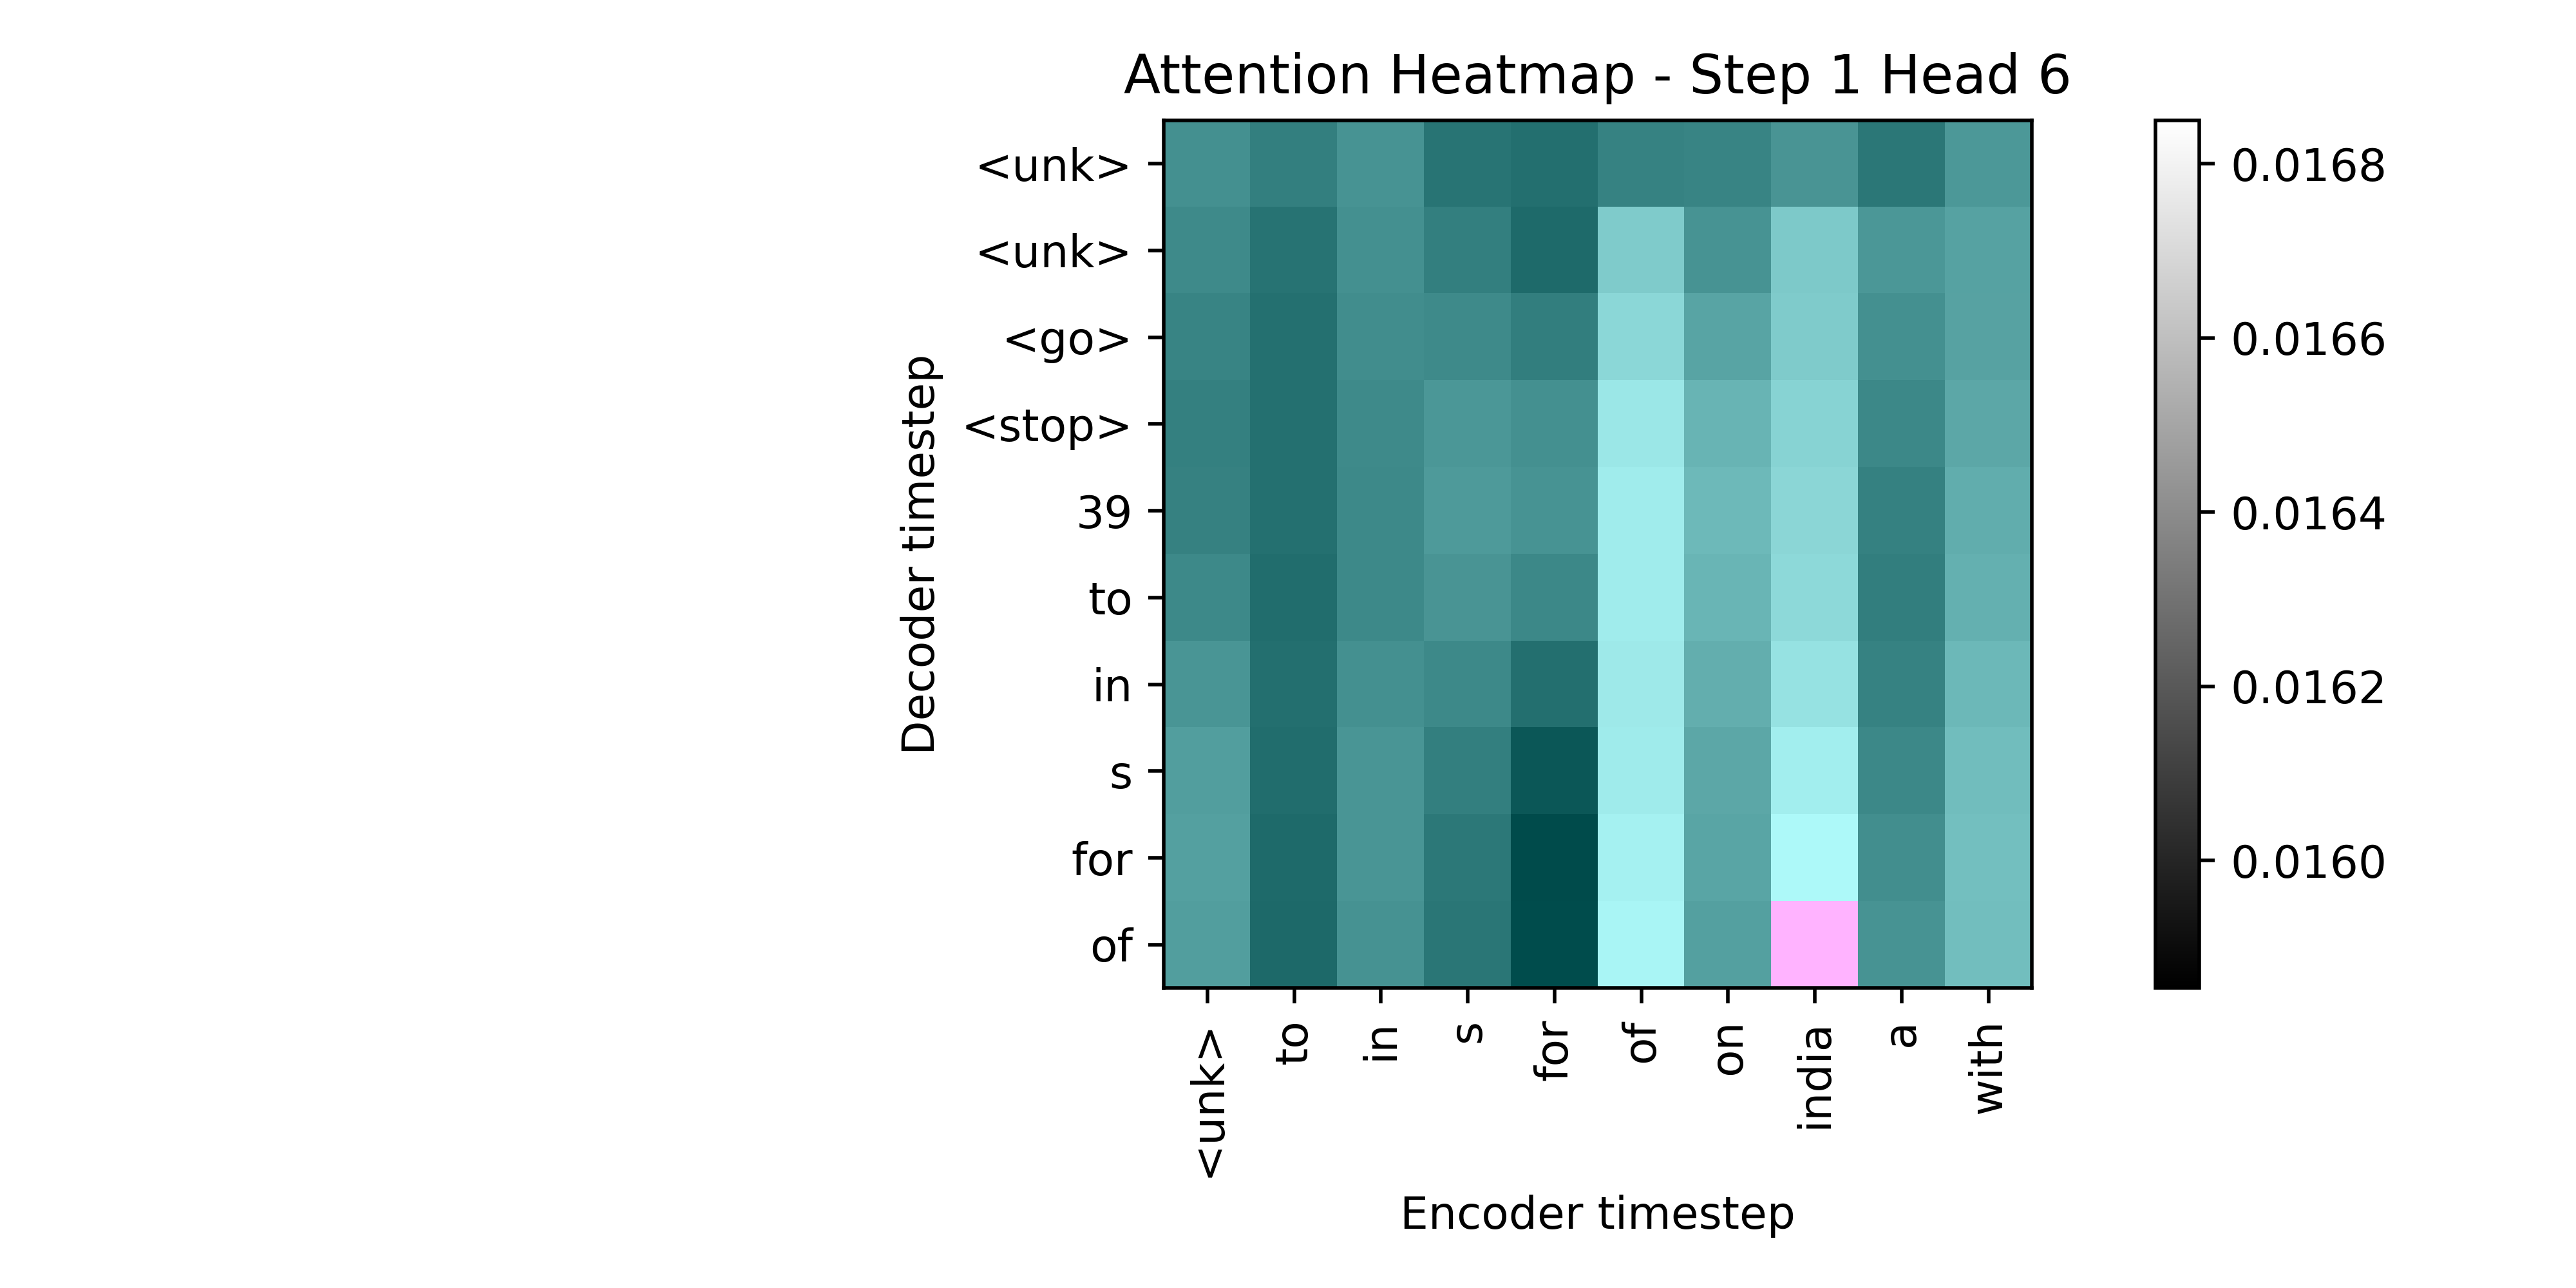 Attention Heatmap - Step 1 Head 6
Decoder timestep
<unk>
<unk>
<go>
<stop>
39
to
in
s
for
of
<unk>
to
in
s
for
of
on
india
a
with
Encoder timestep
0.0168
0.0166
0.0164
0.0162
0.0160